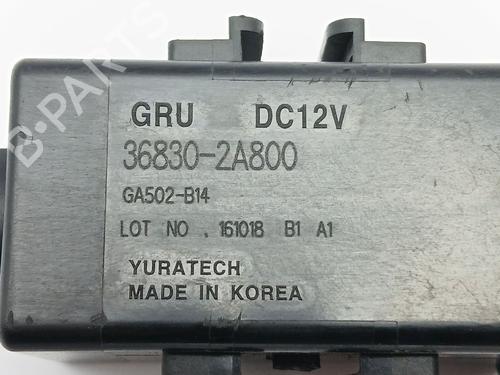 GRU DC12V
36830-2A800
GA502-B14
LOT NO . 161018 B1 A1
YURATECH
MADE IN KOREA
B-PARTS